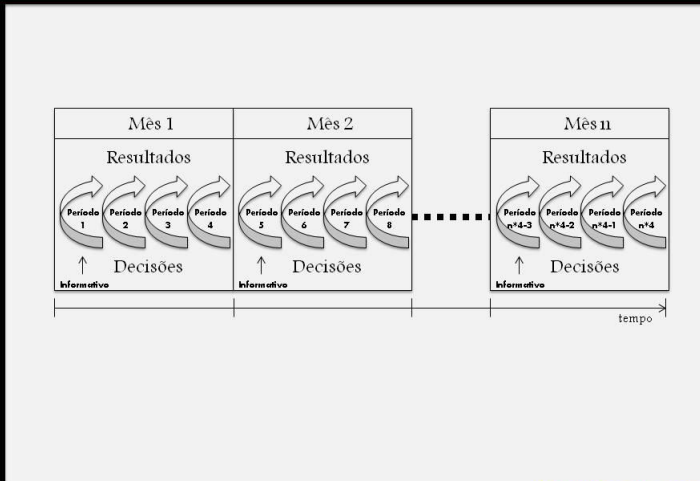 Mês 1
Mês 2
Mês n
Resultados
Resultados
Resultados
Período
1
Período
2
Período
3
Período
4
Período
5
Período
6
Período
7
Período
8
Período
n*4-3
Período
n*4-2
Período
n*4-1
Período
n*4
Decisões
Decisões
Decisões
Informativo
Informativo
Informativo
tempo